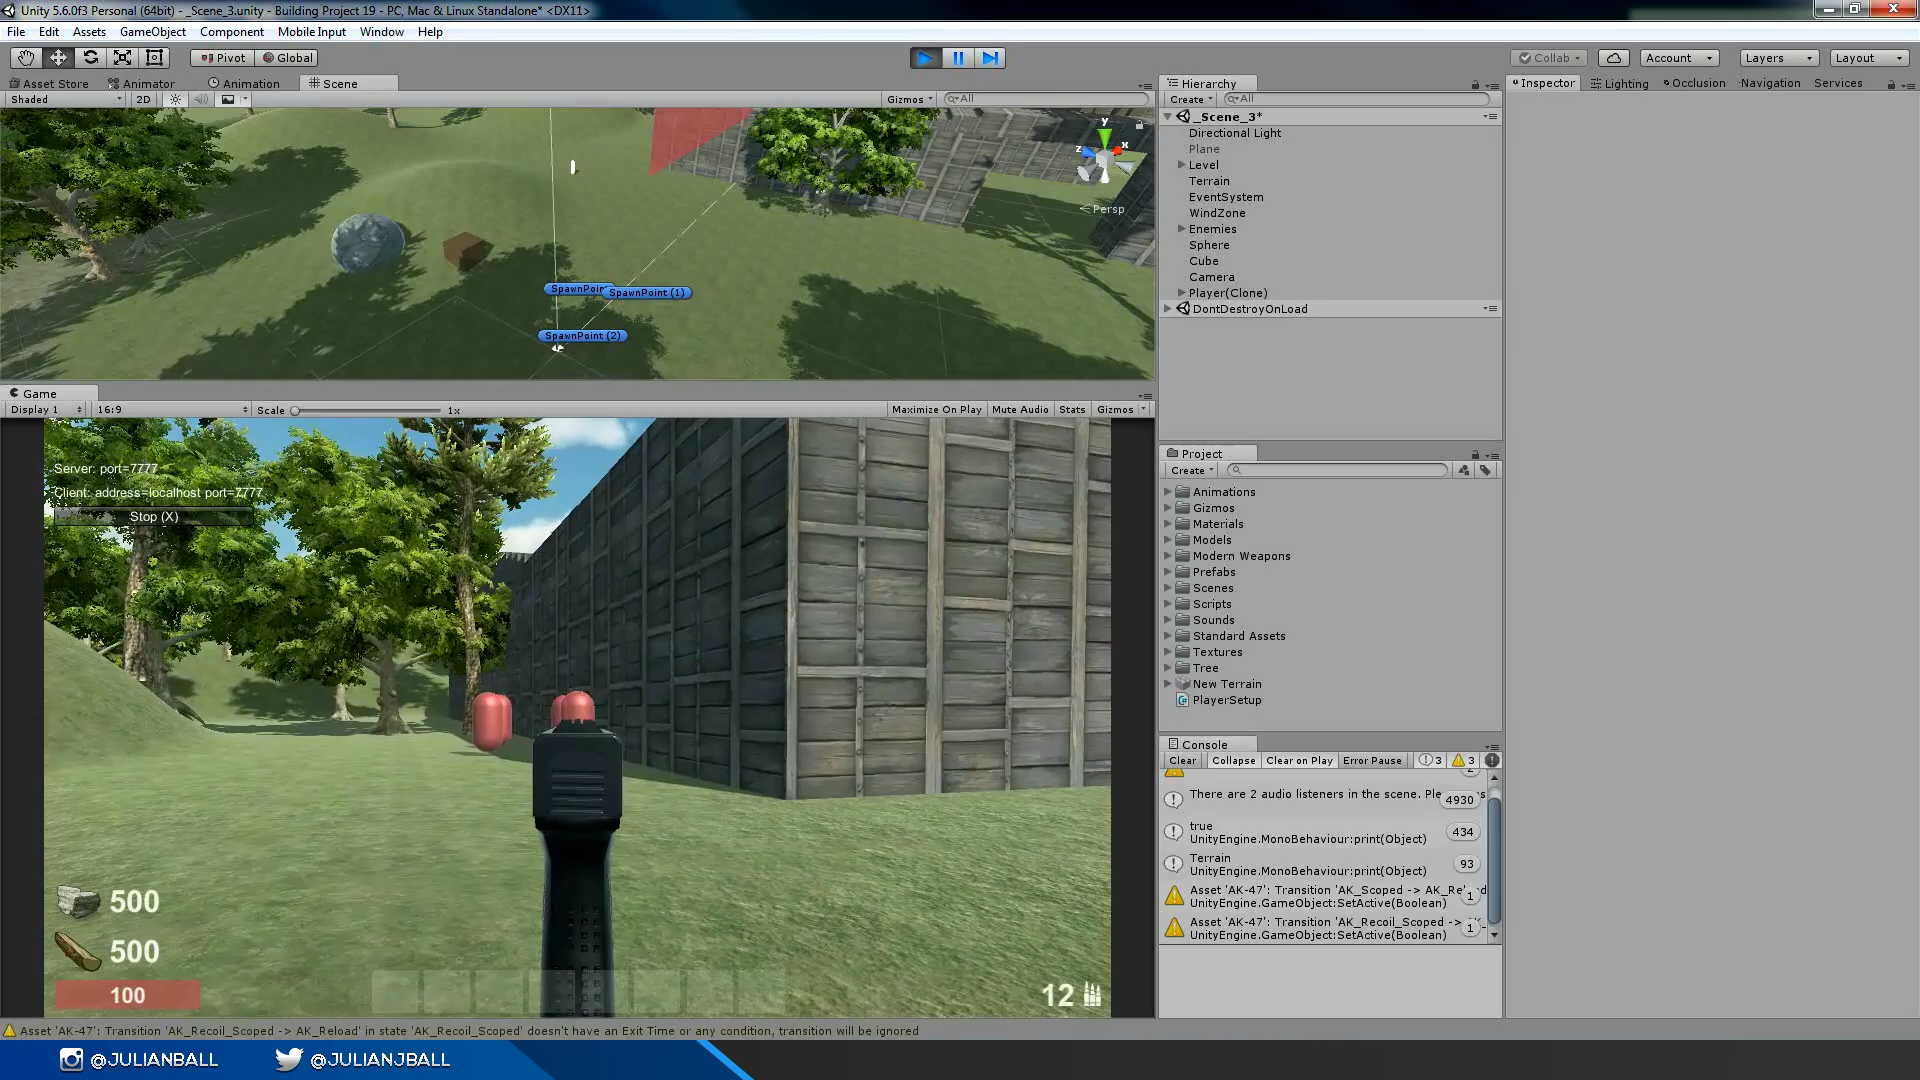 Unity 5.6.0f3 Personal (64bit) - _Scene_3.unity - Building Project 19 - PC, Mac & Linux Standalone* <DX11>
File Edit Assets GameObject Component Mobile Input Window Help
Pivot Global Collab Account Layers Layout
Asset Store Animator Animation Scene
Shaded 2D Gizmos All
y
z x
Persp
SpawnPoin
SpawnPoint (1)
SpawnPoint (2)
Game
Display 1 16:9 Scale 1x Maximize On Play Mute Audio Stats Gizmos
Server: port=7777
Client: address=localhost port=7777
Stop (X)
500
500
100
12
Hierarchy
Create All
_Scene_3*
Directional Light
Plane
Level
Terrain
EventSystem
WindZone
Enemies
Sphere
Cube
Camera
Player(Clone)
DontDestroyOnLoad
Project
Create
Animations
Gizmos
Materials
Models
Modern Weapons
Prefabs
Scenes
Scripts
Sounds
Standard Assets
Textures
Tree
New Terrain
PlayerSetup
Console
Clear Collapse Clear on Play Error Pause 3 3
There are 2 audio listeners in the scene. 4930
true
UnityEngine.MonoBehaviour:print(Object) 434
Terrain
UnityEngine.MonoBehaviour:print(Object) 93
Asset 'AK-47': Transition 'AK_Scoped -> AK_Re
UnityEngine.GameObject:SetActive(Boolean) 1
Asset 'AK-47': Transition 'AK_Recoil_Scoped ->
UnityEngine.GameObject:SetActive(Boolean) 1
Inspector Lighting Occlusion Navigation Services
Asset 'AK-47': Transition 'AK_Recoil_Scoped -> AK_Reload' in state 'AK_Recoil_Scoped' doesn't have an Exit Time or any condition, transition will be ignored
@JULIANBALL @JULIANJBALL